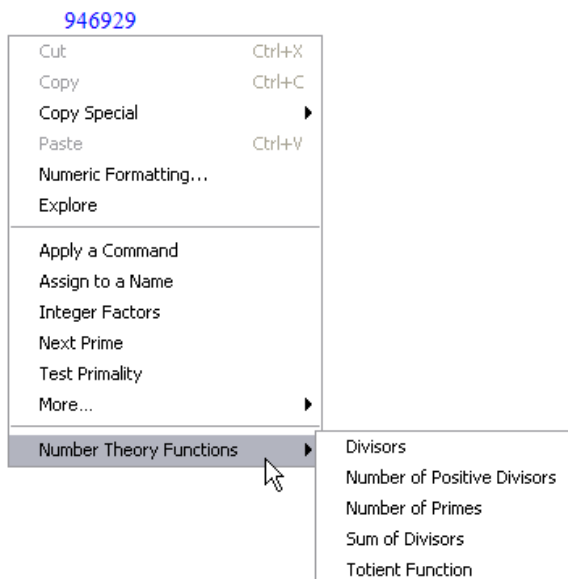 946929
Cut Ctrl+X
Copy Ctrl+C
Copy Special
Paste Ctrl+V
Numeric Formatting...
Explore
Apply a Command
Assign to a Name
Integer Factors
Next Prime
Test Primality
More...
Number Theory Functions
Divisors
Number of Positive Divisors
Number of Primes
Sum of Divisors
Totient Function